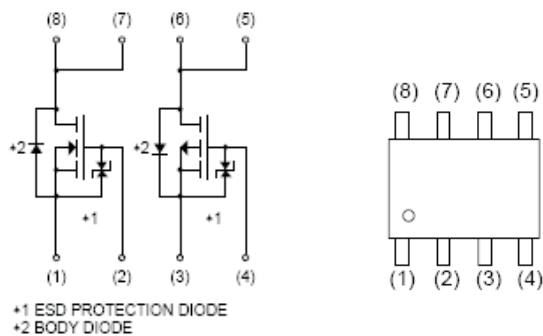 (8) (7) (6) (5)
*2 *2
*1 *1
(1) (2) (3) (4)
*1 ESD PROTECTION DIODE
*2 BODY DIODE
(8) (7) (6) (5)
(1) (2) (3) (4)